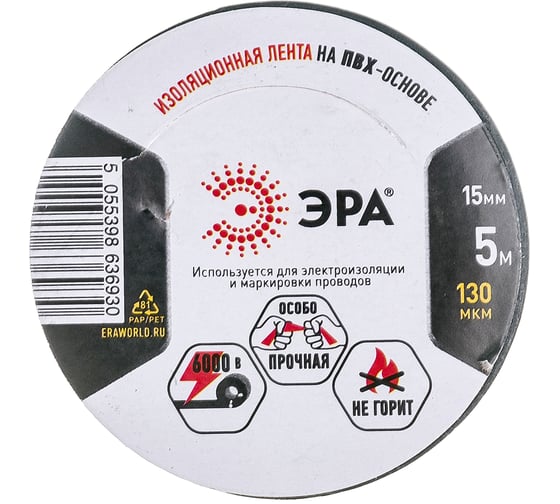 ИЗОЛЯЦИОННАЯ ЛЕНТА НА ПВХ-ОСНОВЕ
ЭРА®
Используется для электроизоляции
и маркировки проводов
15мм
5м
130
мкм
5 055398 636930
81
PAP/PET
ERAWORLD.RU
6000 В
ОСОБО
ПРОЧНАЯ
НЕ ГОРИТ